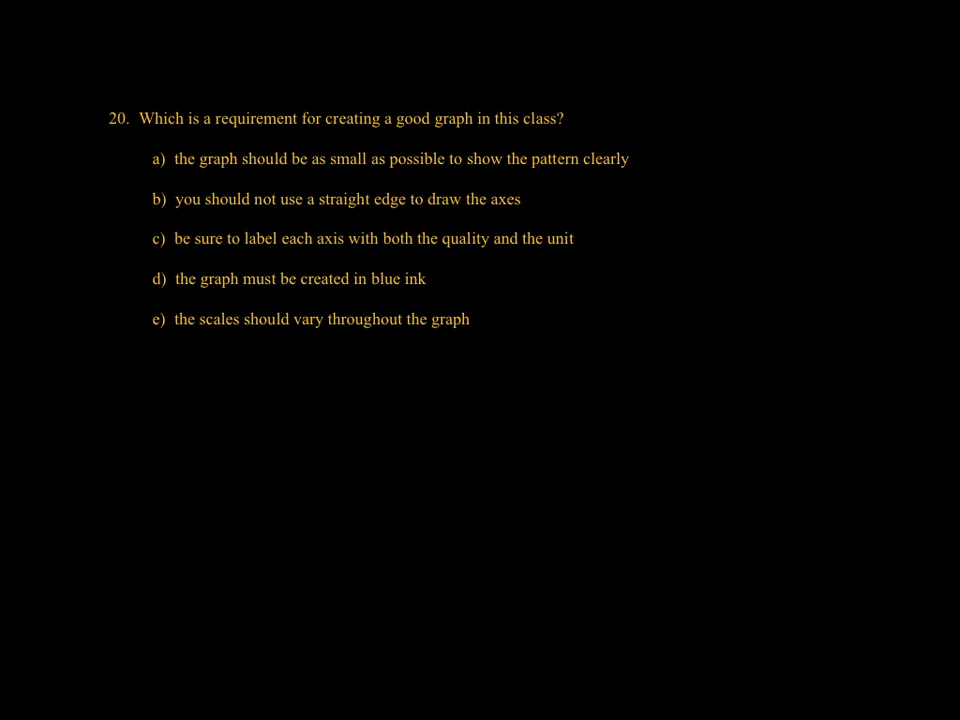 20. Which is a requirement for creating a good graph in this class?
a) the graph should be as small as possible to show the pattern clearly
b) you should not use a straight edge to draw the axes
c) be sure to label each axis with both the quality and the unit
d) the graph must be created in blue ink
e) the scales should vary throughout the graph